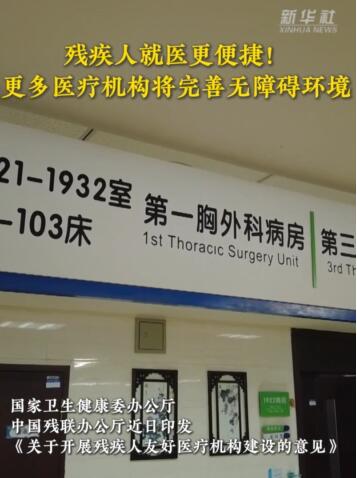 新华社
XINHUA NEWS
残疾人就医更便捷!
更多医疗机构将完善无障碍环境
21-1932室
-103床
第一胸外科病房
1st Thoracic Surgery Unit
第三
3rd Th
1922病房
国家卫生健康委办公厅
中国残联办公厅近日印发
《关于开展残疾人友好医疗机构建设的意见》